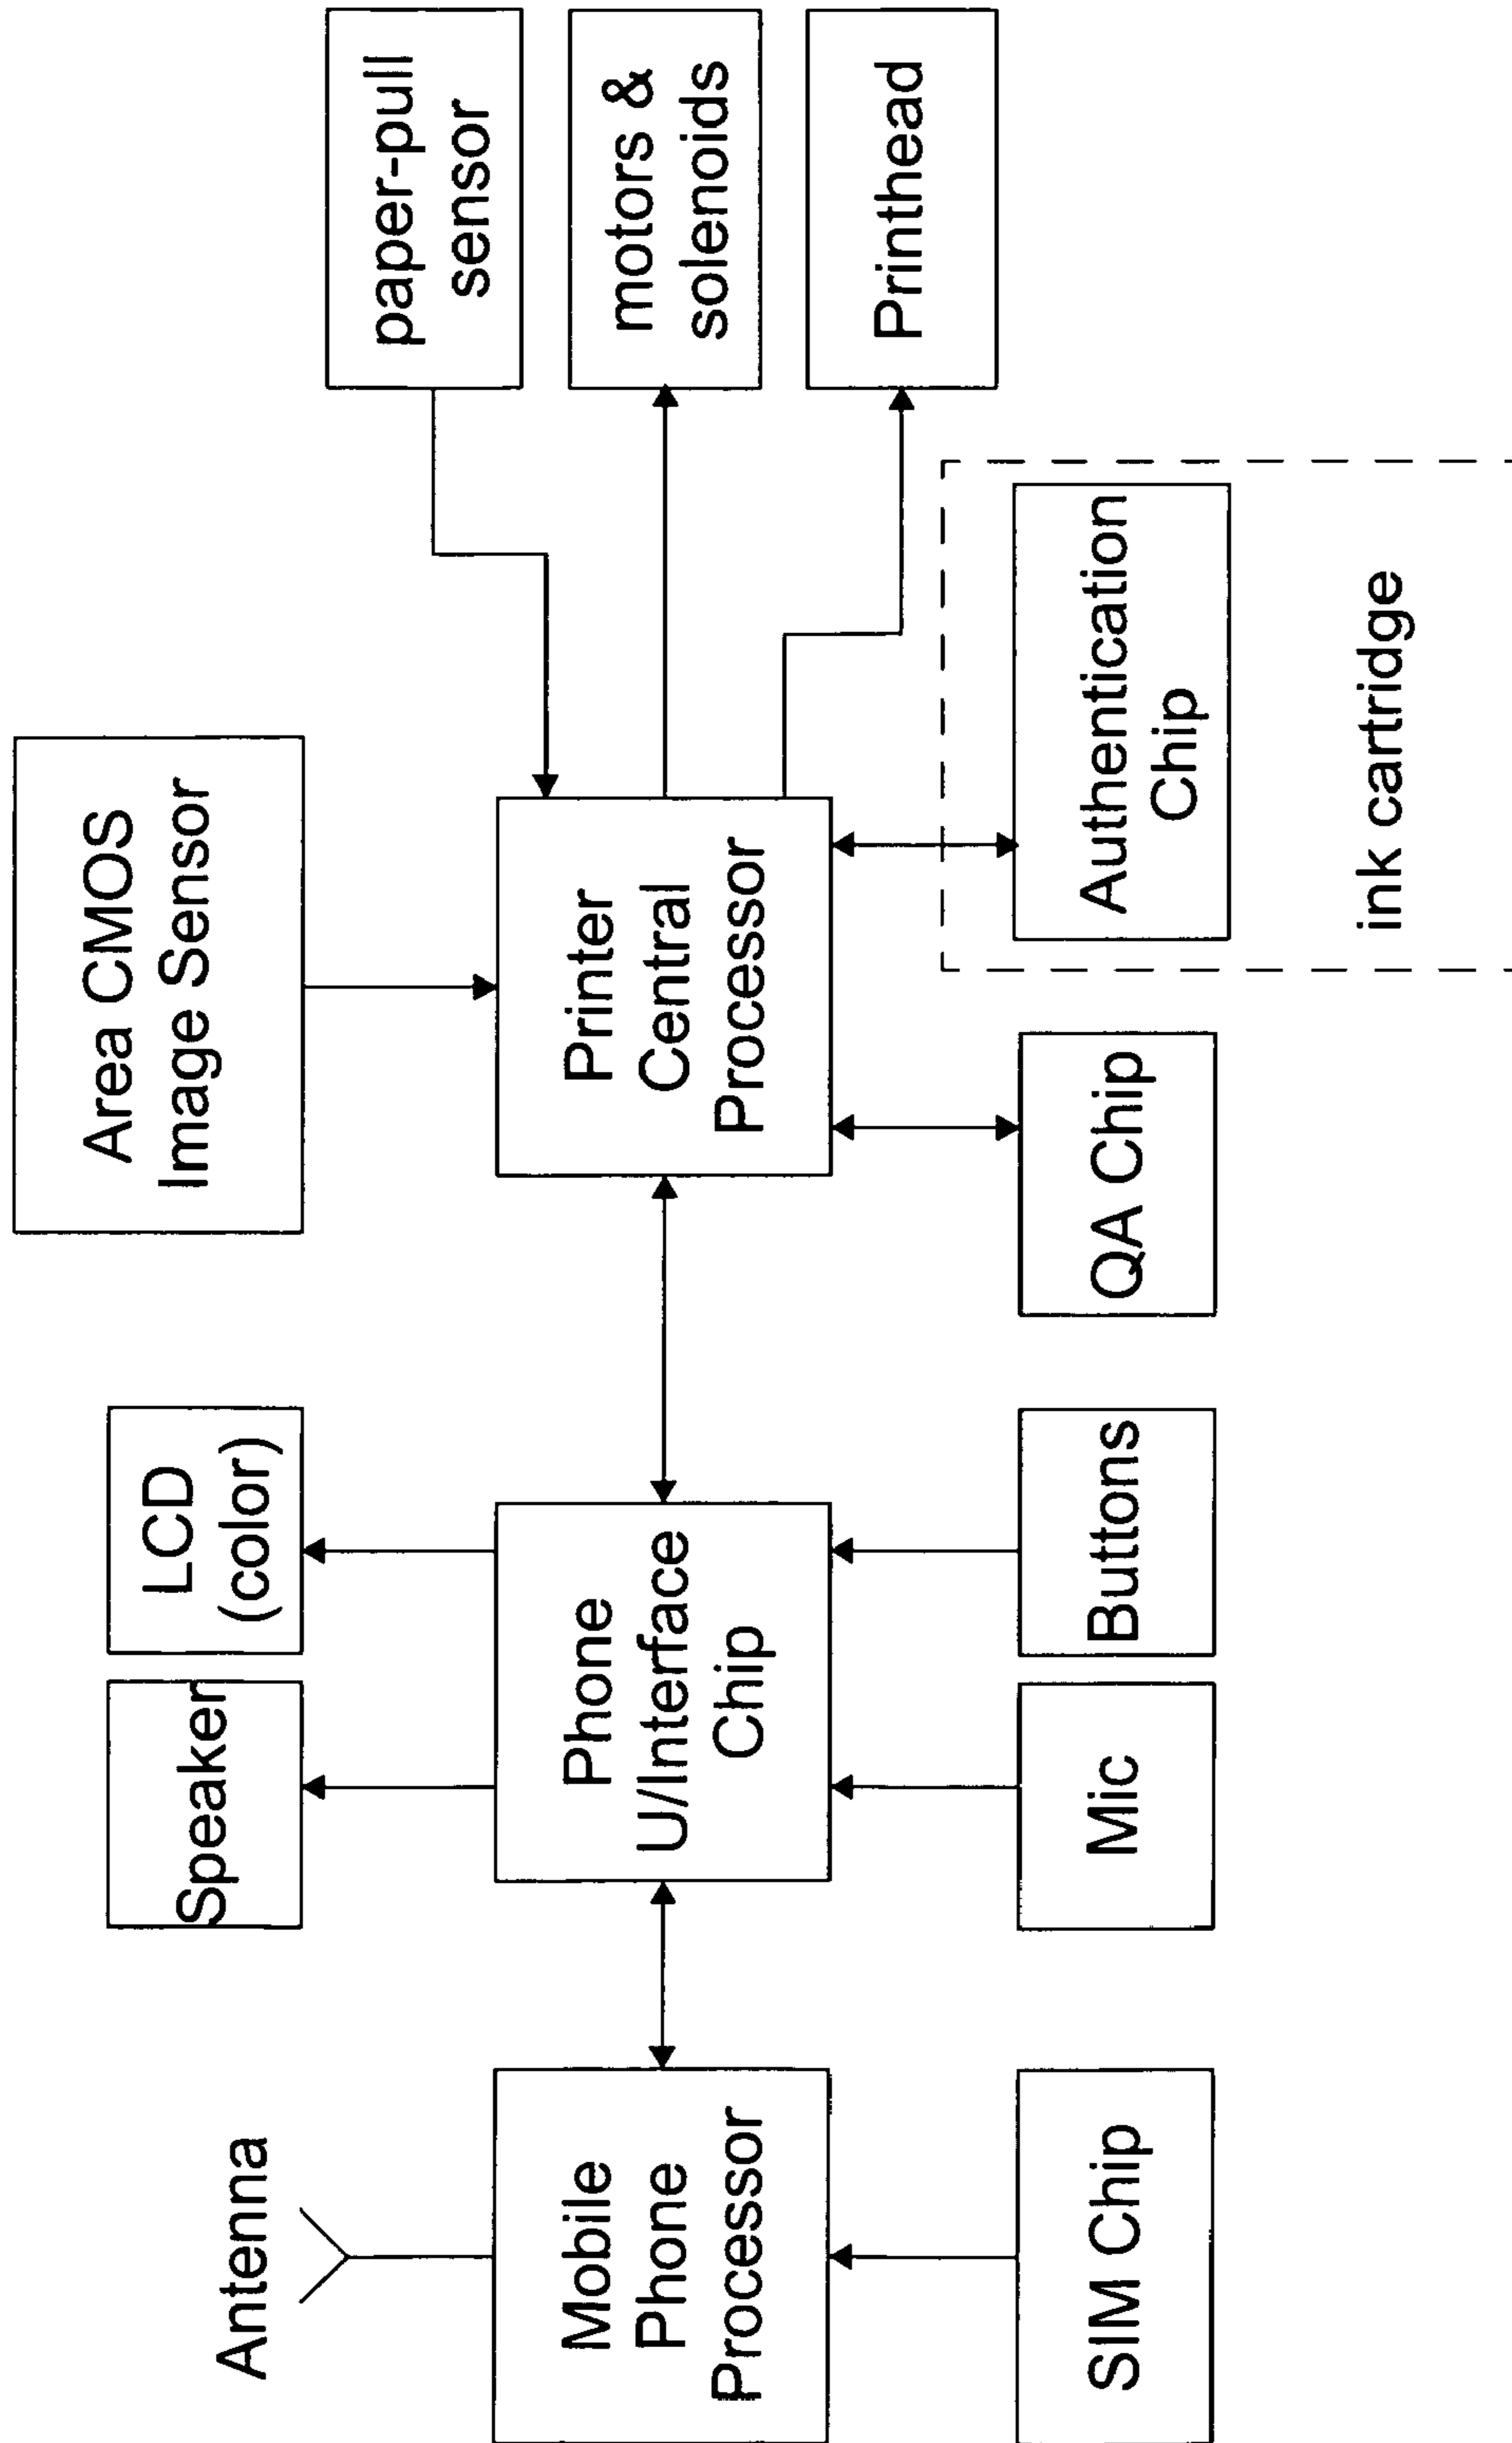 Antenna
Mobile
Phone
Processor
SIM Chip
Speaker
LCD
(color)
Phone
U/Interface
Chip
Mic
Buttons
Area CMOS
Image Sensor
Printer
Central
Processor
QA Chip
Authentication
Chip
ink cartridge
paper-pull
sensor
motors &
solenoids
Printhead